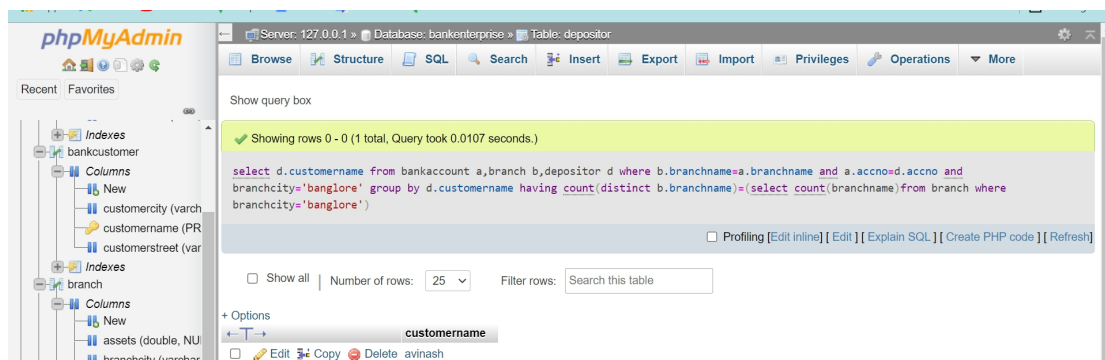 phpMyAdmin
Recent Favorites
Indexes
bankcustomer
Columns
New
customercity (varch
customername (PR
customerstreet (var
Indexes
branch
Columns
New
assets (double, NU
branchcity (varchar
Server: 127.0.0.1 » Database: bankenterprise » Table: depositor
Browse Structure SQL Search Insert Export Import Privileges Operations More
Show query box
Showing rows 0 - 0 (1 total, Query took 0.0107 seconds.)
select d.customername from bankaccount a,branch b,depositor d where b.branchname=a.branchname and a.accno=d.accno and
branchcity='banglore' group by d.customername having count(distinct b.branchname)=(select count(branchname)from branch where
branchcity='banglore')
Profiling [Edit inline] [ Edit ] [ Explain SQL ] [ Create PHP code ] [ Refresh]
Show all | Number of rows: 25 Filter rows: Search this table
+ Options
←T→ customername
Edit Copy Delete avinash